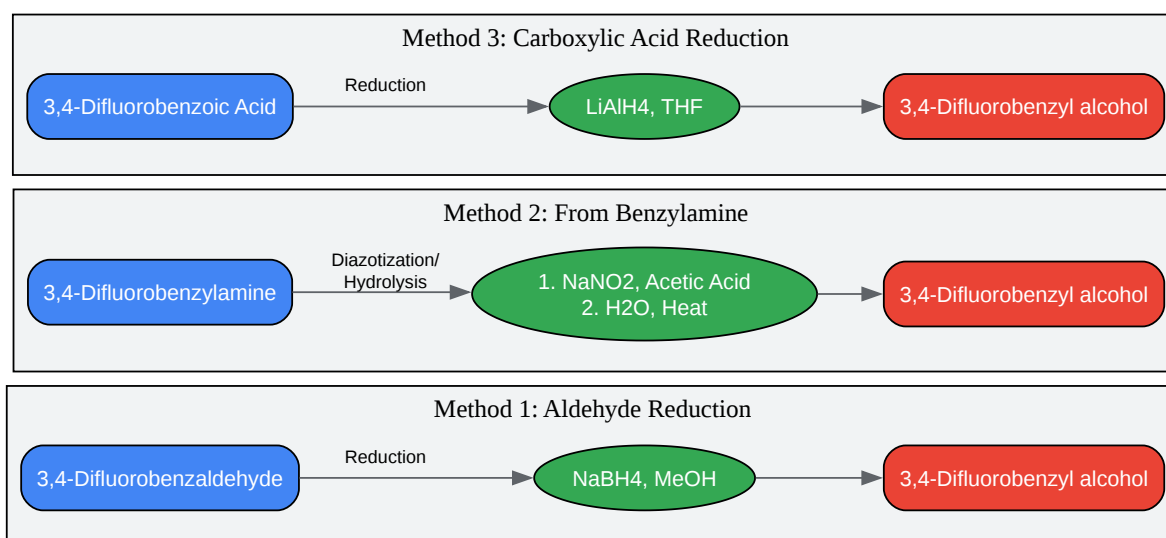 Method 3: Carboxylic Acid Reduction
3,4-Difluorobenzoic Acid
Reduction
LiAlH4, THF
3,4-Difluorobenzyl alcohol
Method 2: From Benzylamine
3,4-Difluorobenzylamine
Diazotization/
Hydrolysis
1. NaNO2, Acetic Acid
2. H2O, Heat
3,4-Difluorobenzyl alcohol
Method 1: Aldehyde Reduction
3,4-Difluorobenzaldehyde
Reduction
NaBH4, MeOH
3,4-Difluorobenzyl alcohol